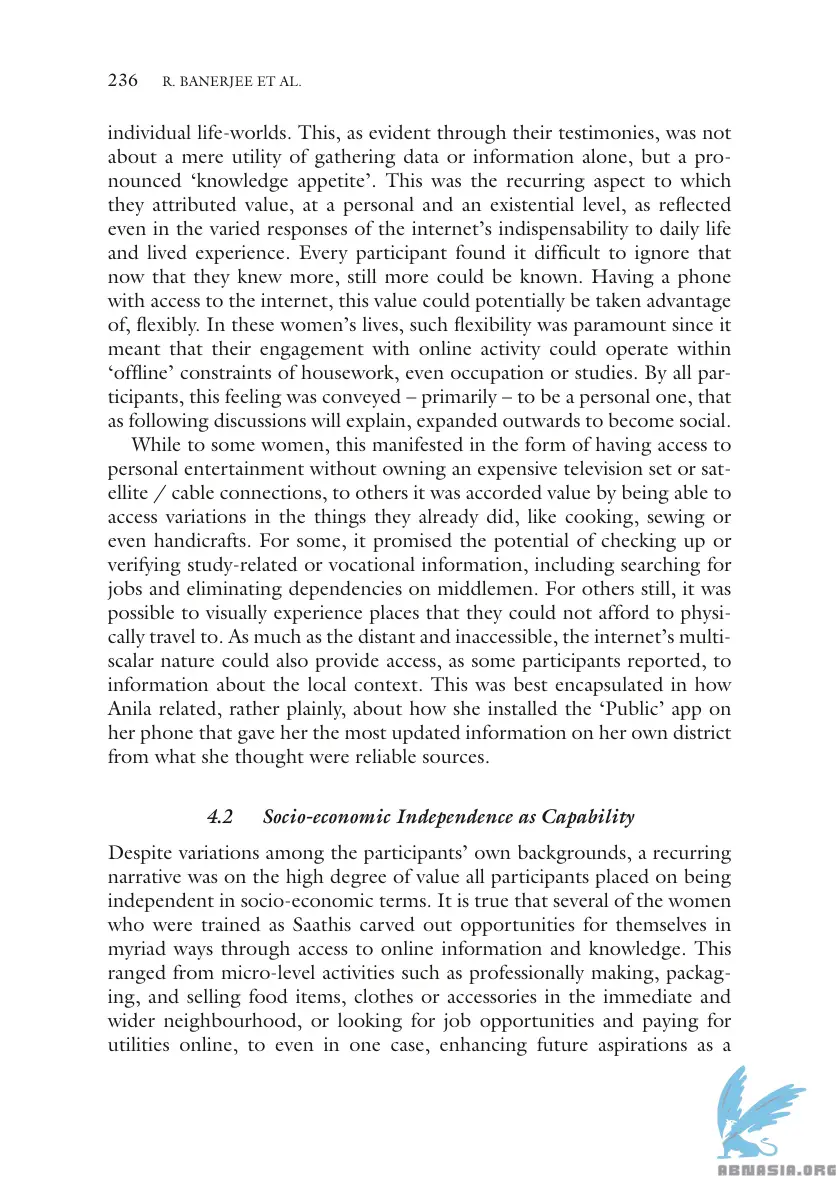 236 R. BANERJEE ET AL.
individual life-worlds. This, as evident through their testimonies, was not
about a mere utility of gathering data or information alone, but a pro-
nounced ‘knowledge appetite’. This was the recurring aspect to which
they attributed value, at a personal and an existential level, as reflected
even in the varied responses of the internet’s indispensability to daily life
and lived experience. Every participant found it difficult to ignore that
now that they knew more, still more could be known. Having a phone
with access to the internet, this value could potentially be taken advantage
of, flexibly. In these women’s lives, such flexibility was paramount since it
meant that their engagement with online activity could operate within
‘offline’ constraints of housework, even occupation or studies. By all par-
ticipants, this feeling was conveyed – primarily – to be a personal one, that
as following discussions will explain, expanded outwards to become social.
While to some women, this manifested in the form of having access to
personal entertainment without owning an expensive television set or sat-
ellite / cable connections, to others it was accorded value by being able to
access variations in the things they already did, like cooking, sewing or
even handicrafts. For some, it promised the potential of checking up or
verifying study-related or vocational information, including searching for
jobs and eliminating dependencies on middlemen. For others still, it was
possible to visually experience places that they could not afford to physi-
cally travel to. As much as the distant and inaccessible, the internet’s multi-
scalar nature could also provide access, as some participants reported, to
information about the local context. This was best encapsulated in how
Anila related, rather plainly, about how she installed the ‘Public’ app on
her phone that gave her the most updated information on her own district
from what she thought were reliable sources.
4.2 Socio-economic Independence as Capability
Despite variations among the participants’ own backgrounds, a recurring
narrative was on the high degree of value all participants placed on being
independent in socio-economic terms. It is true that several of the women
who were trained as Saathis carved out opportunities for themselves in
myriad ways through access to online information and knowledge. This
ranged from micro-level activities such as professionally making, packag-
ing, and selling food items, clothes or accessories in the immediate and
wider neighbourhood, or looking for job opportunities and paying for
utilities online, to even in one case, enhancing future aspirations as a
ABNASIA.ORG